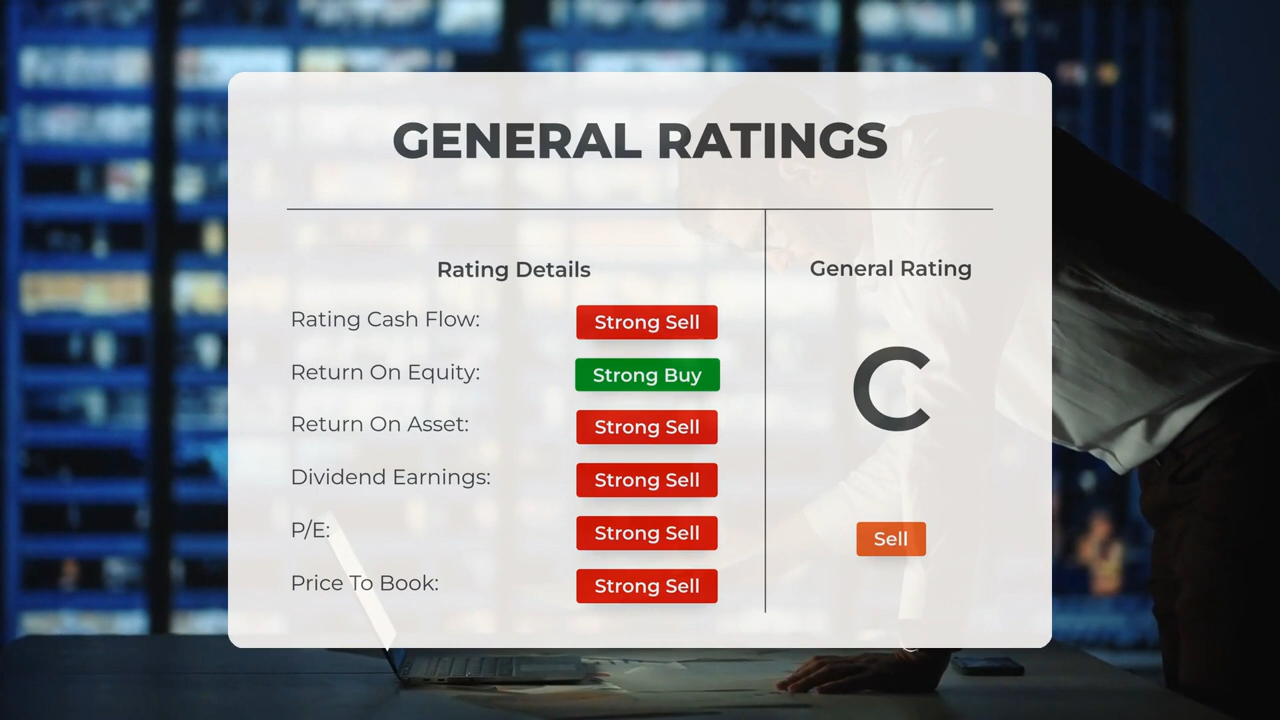 GENERAL RATINGS
Rating Details
Rating Cash Flow: Strong Sell
Return On Equity: Strong Buy
Return On Asset: Strong Sell
Dividend Earnings: Strong Sell
P/E: Strong Sell
Price To Book: Strong Sell
General Rating
C
Sell